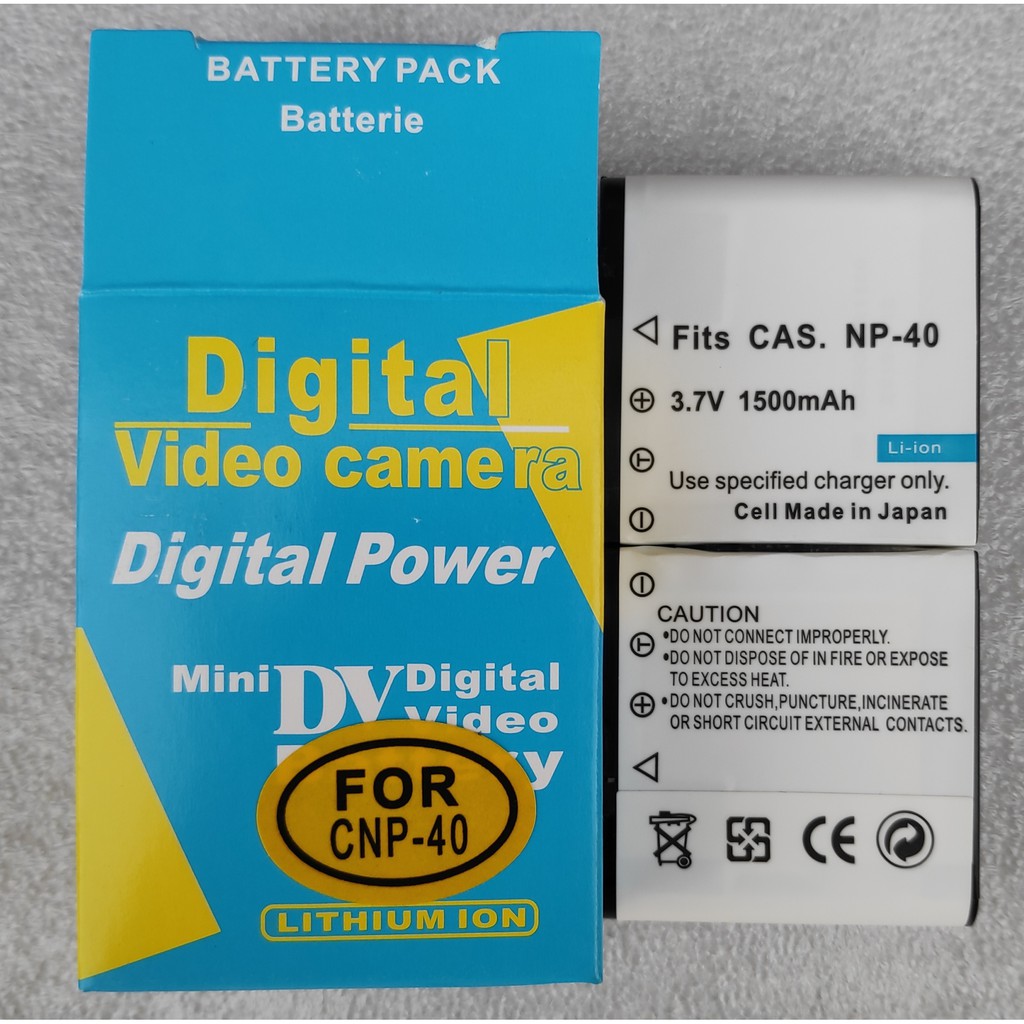 BATTERY PACK
Batterie
Digital
Video camera
Digital Power
Mini DV Digital
Video
FOR
CNP-40
LITHIUM ION
Fits CAS. NP-40
3.7V 1500mAh
Li-ion
Use specified charger only.
Cell Made in Japan
CAUTION
•DO NOT CONNECT IMPROPERLY.
•DO NOT DISPOSE OF IN FIRE OR EXPOSE
TO EXCESS HEAT.
•DO NOT CRUSH,PUNCTURE,INCINERATE
OR SHORT CIRCUIT EXTERNAL CONTACTS.
CE